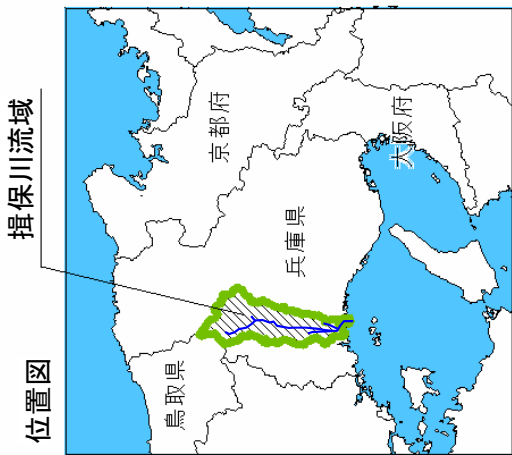 位置図
揖保川流域
鳥取県
兵庫県
京都府
大阪府